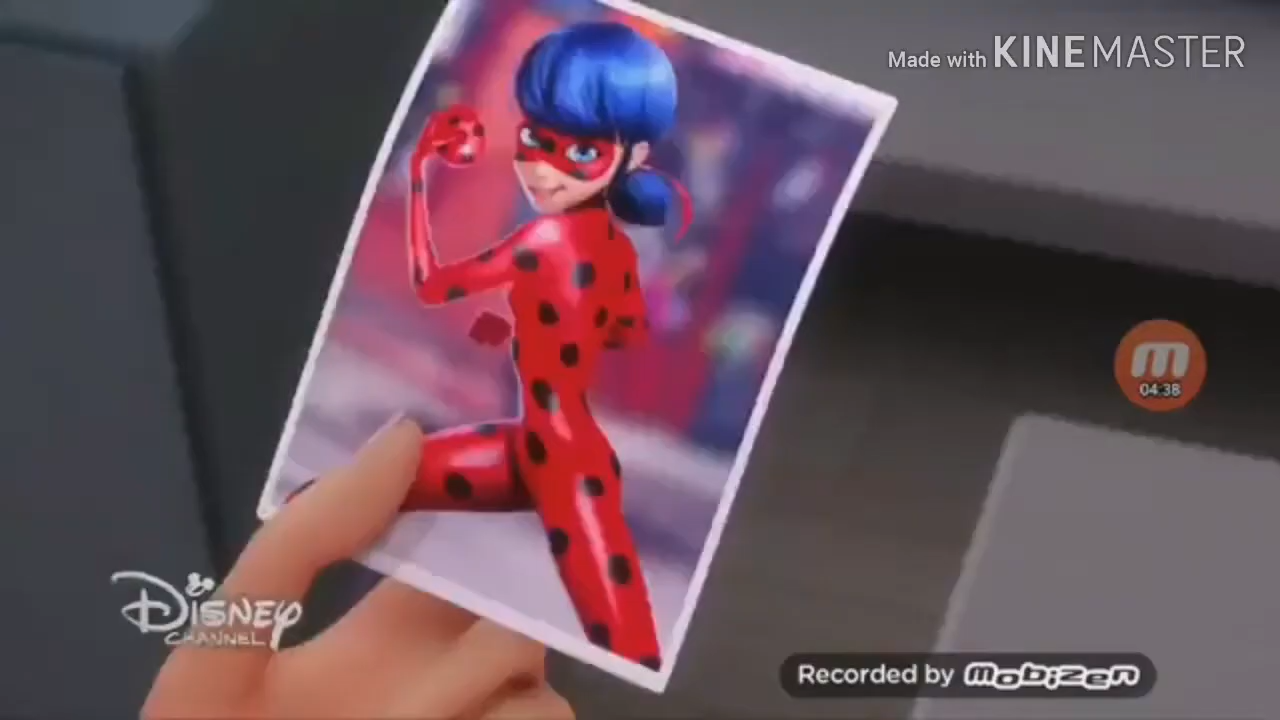 Made with KINEMASTER
04:38
Disney
CHANNEL
Recorded by mobizen